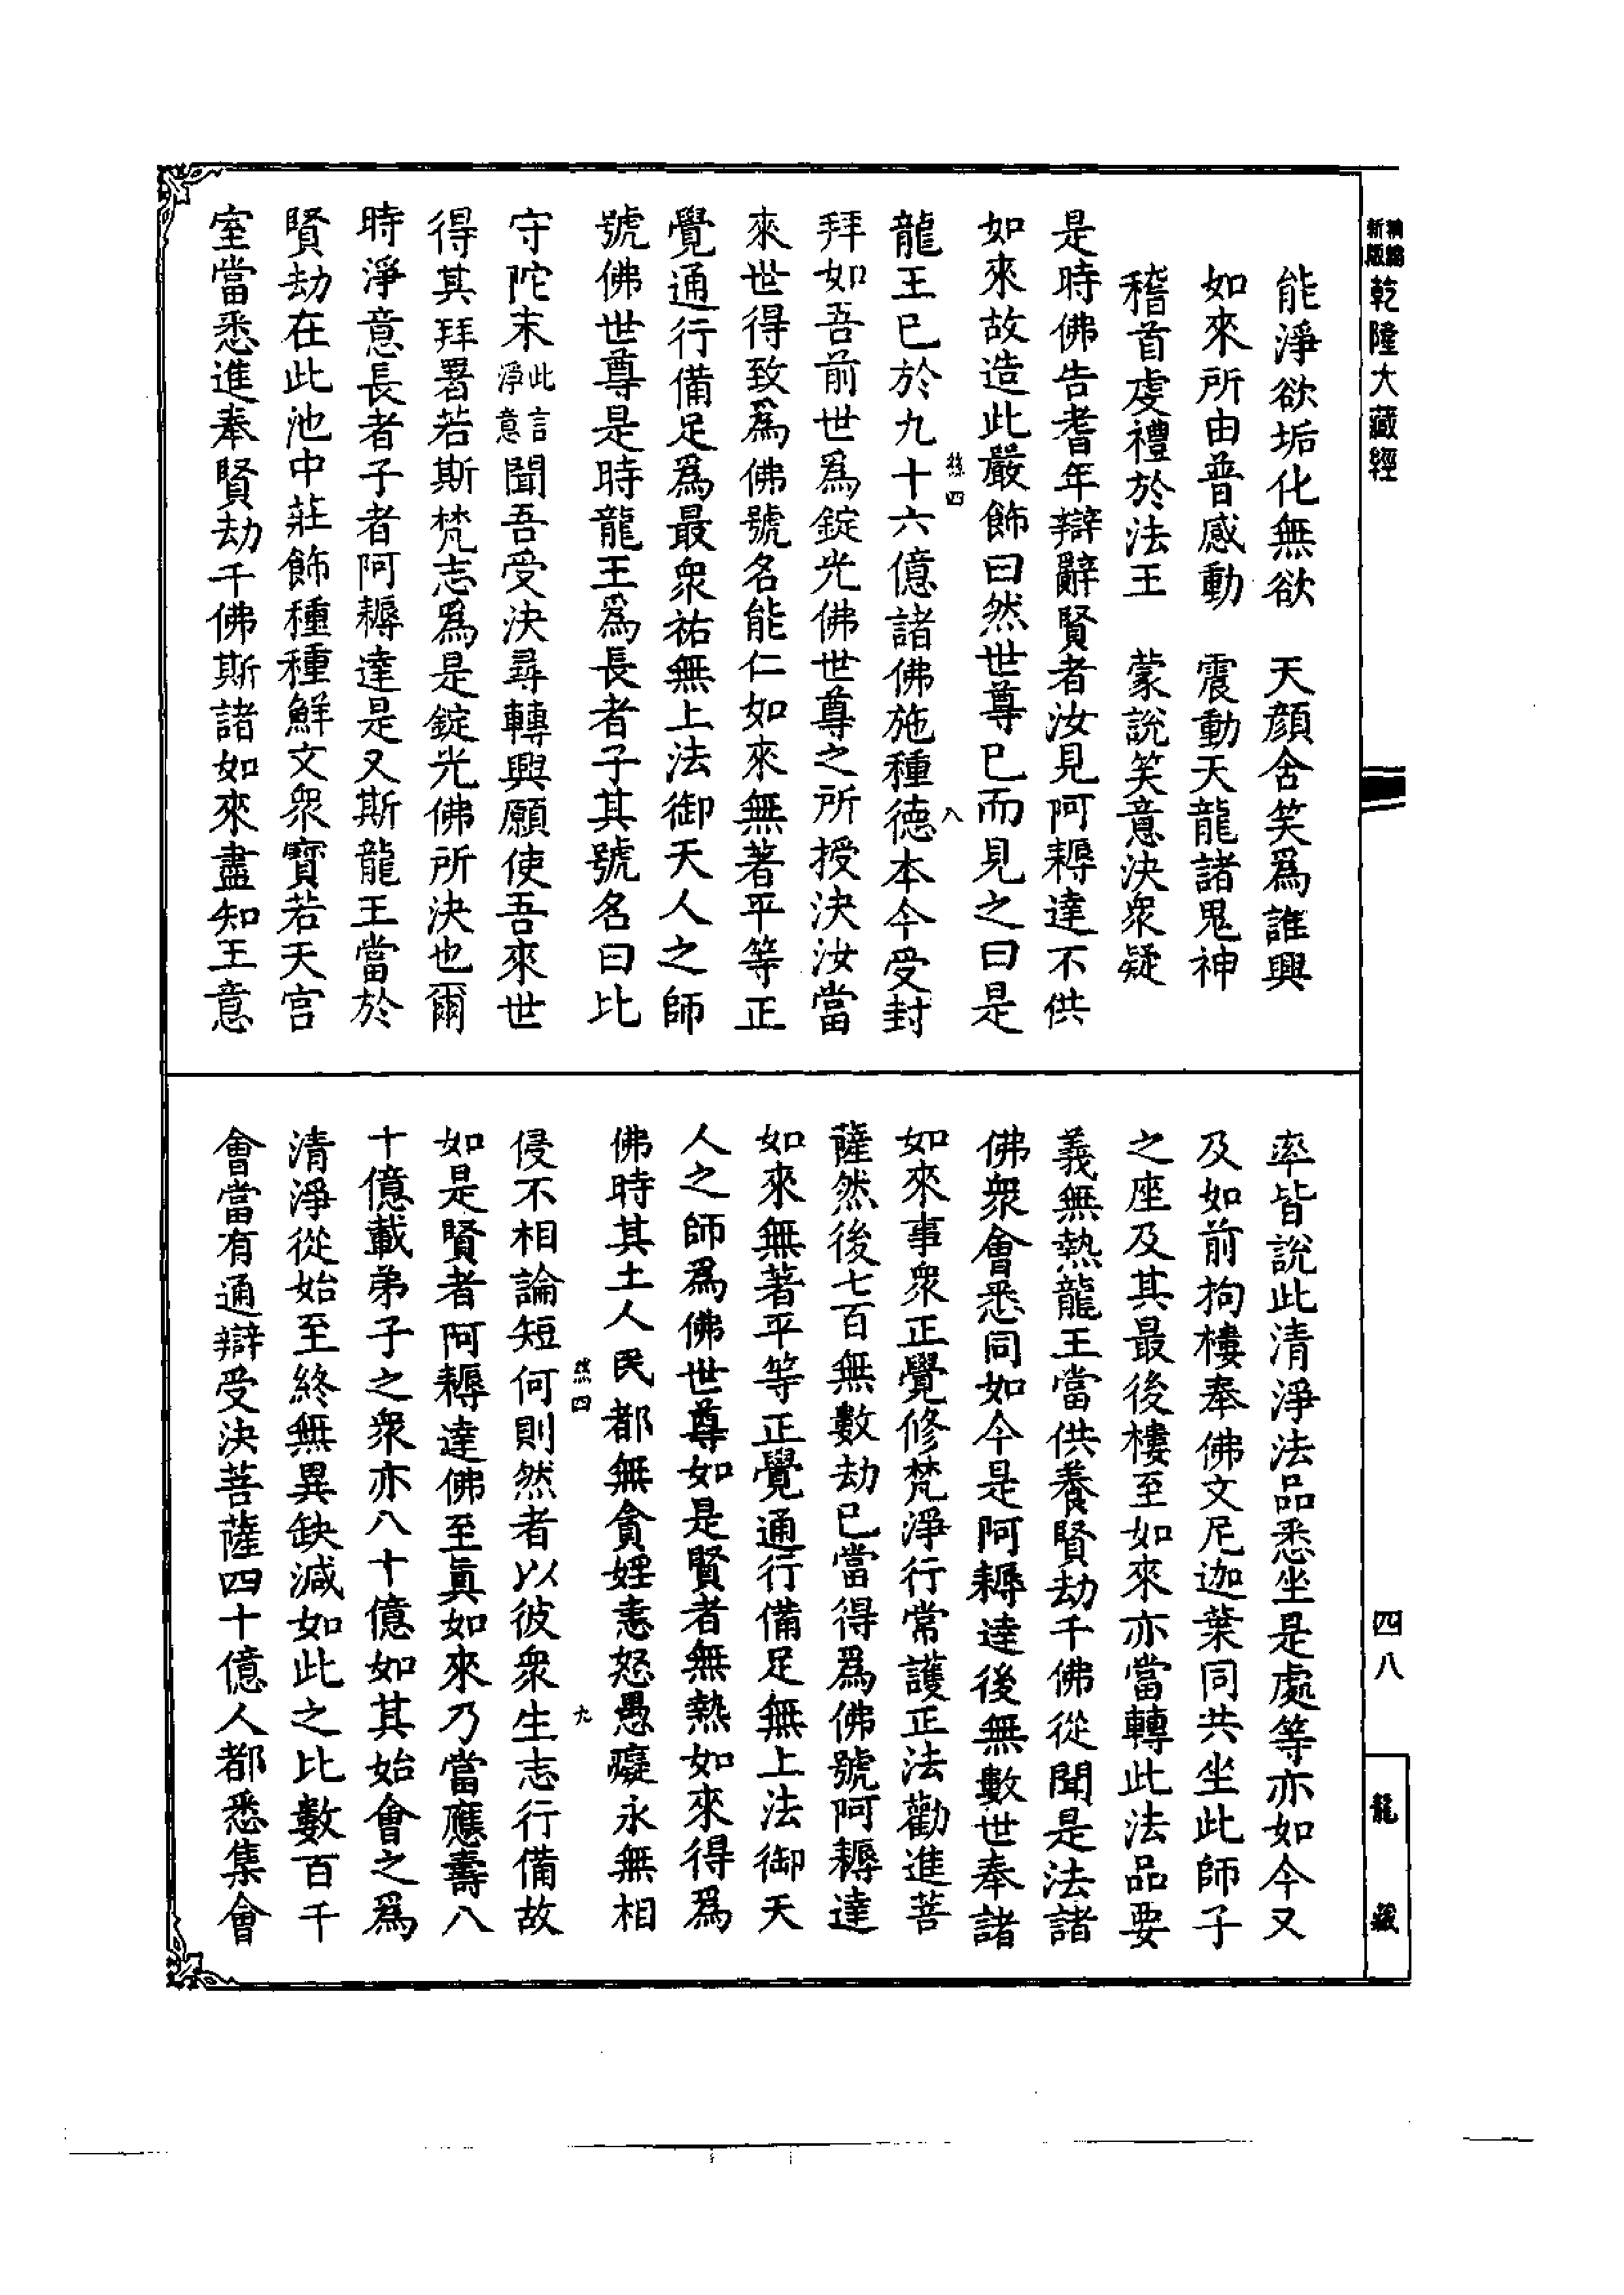 新版精縮乾隆大藏經
四八
龍藏
能淨欲垢化無欲　天顏含笑爲誰興
如來所由普感動　震動天龍諸鬼神
稽首虔禮於法王　蒙說笑意決衆疑
是時佛告耆年辯辭賢者汝見阿耨達不供
如來故造此嚴飾曰然世尊已而見之曰是
絲四　八
龍王已於九十六億諸佛施種德本今受封
拜如吾前世爲錠光佛世尊之所授決汝當
來世得致爲佛號名能仁如來無著平等正
覺通行備足爲最衆祐無上法御天人之師
號佛世尊是時龍王爲長者子其號名曰比
守陀末此言淨意聞吾受決尋轉興願使吾來世
得其拜署若斯梵志爲是錠光佛所決也爾
時淨意長者子者阿耨達是又斯龍王當於
賢劫在此池中莊飾種種鮮文衆寶若天宮
室當悉進奉賢劫千佛斯諸如來盡知王意
率皆說此清淨法品悉坐是處等亦如今又
及如前拘樓奉佛文尼迦葉同共坐此師子
之座及其最後樓至如來亦當轉此法品要
義無熱龍王當供養賢劫千佛從聞是法諸
佛衆會悉同如今是阿耨達後無數世奉諸
如來事衆正覺修梵淨行常護正法勸進菩
薩然後七百無數劫已當得爲佛號阿耨達
如來無著平等正覺通行備足無上法御天
人之師爲佛世尊如是賢者無熱如來得爲
佛時其土人民都無貪婬恚怒愚癡永無相
絲四　九
侵不相論短何則然者以彼衆生志行備故
如是賢者阿耨達佛至眞如來乃當應壽八
十億載弟子之衆亦八十億如其始會之爲
清淨從始至終無異缺減如此之比數百千
會當有通辯受決菩薩四十億人都悉集會